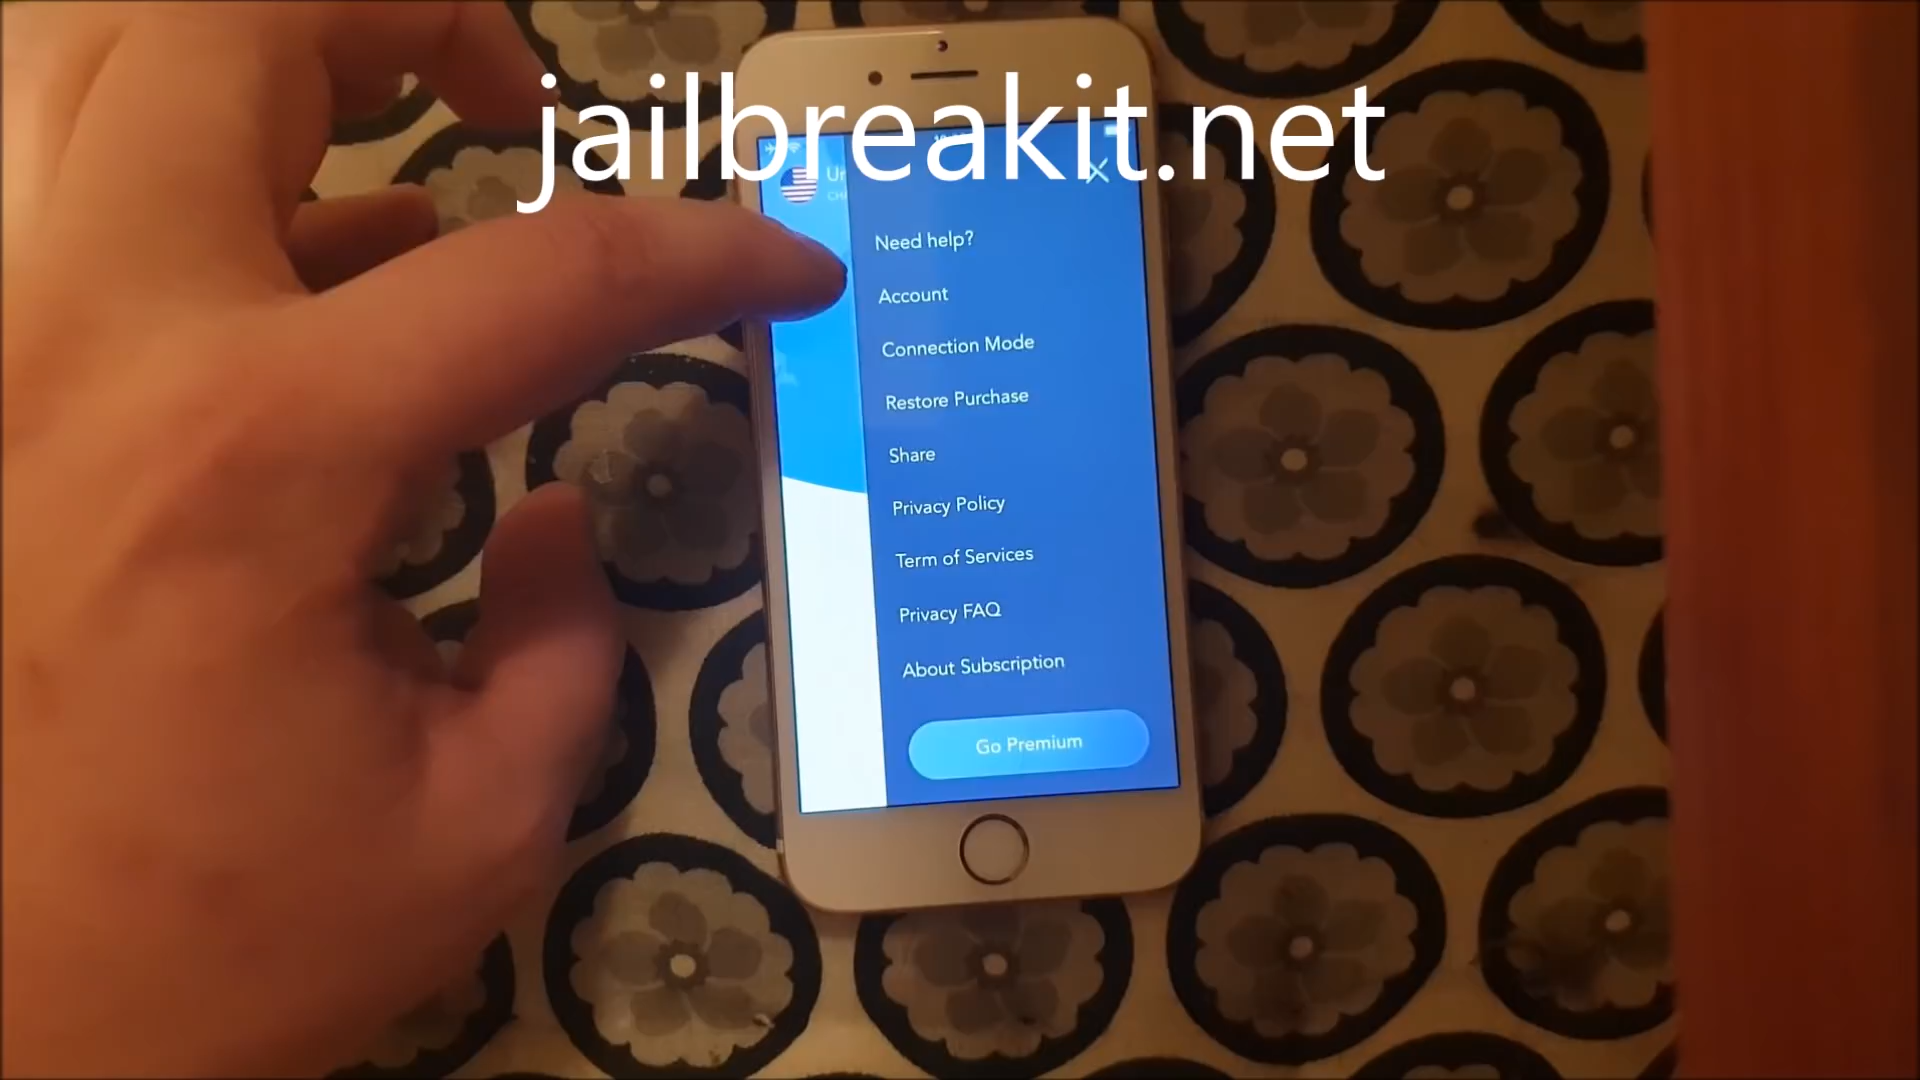 jailbreakit.net
Need help?
Account
Connection Mode
Restore Purchase
Share
Privacy Policy
Term of Services
Privacy FAQ
About Subscription
Go Premium